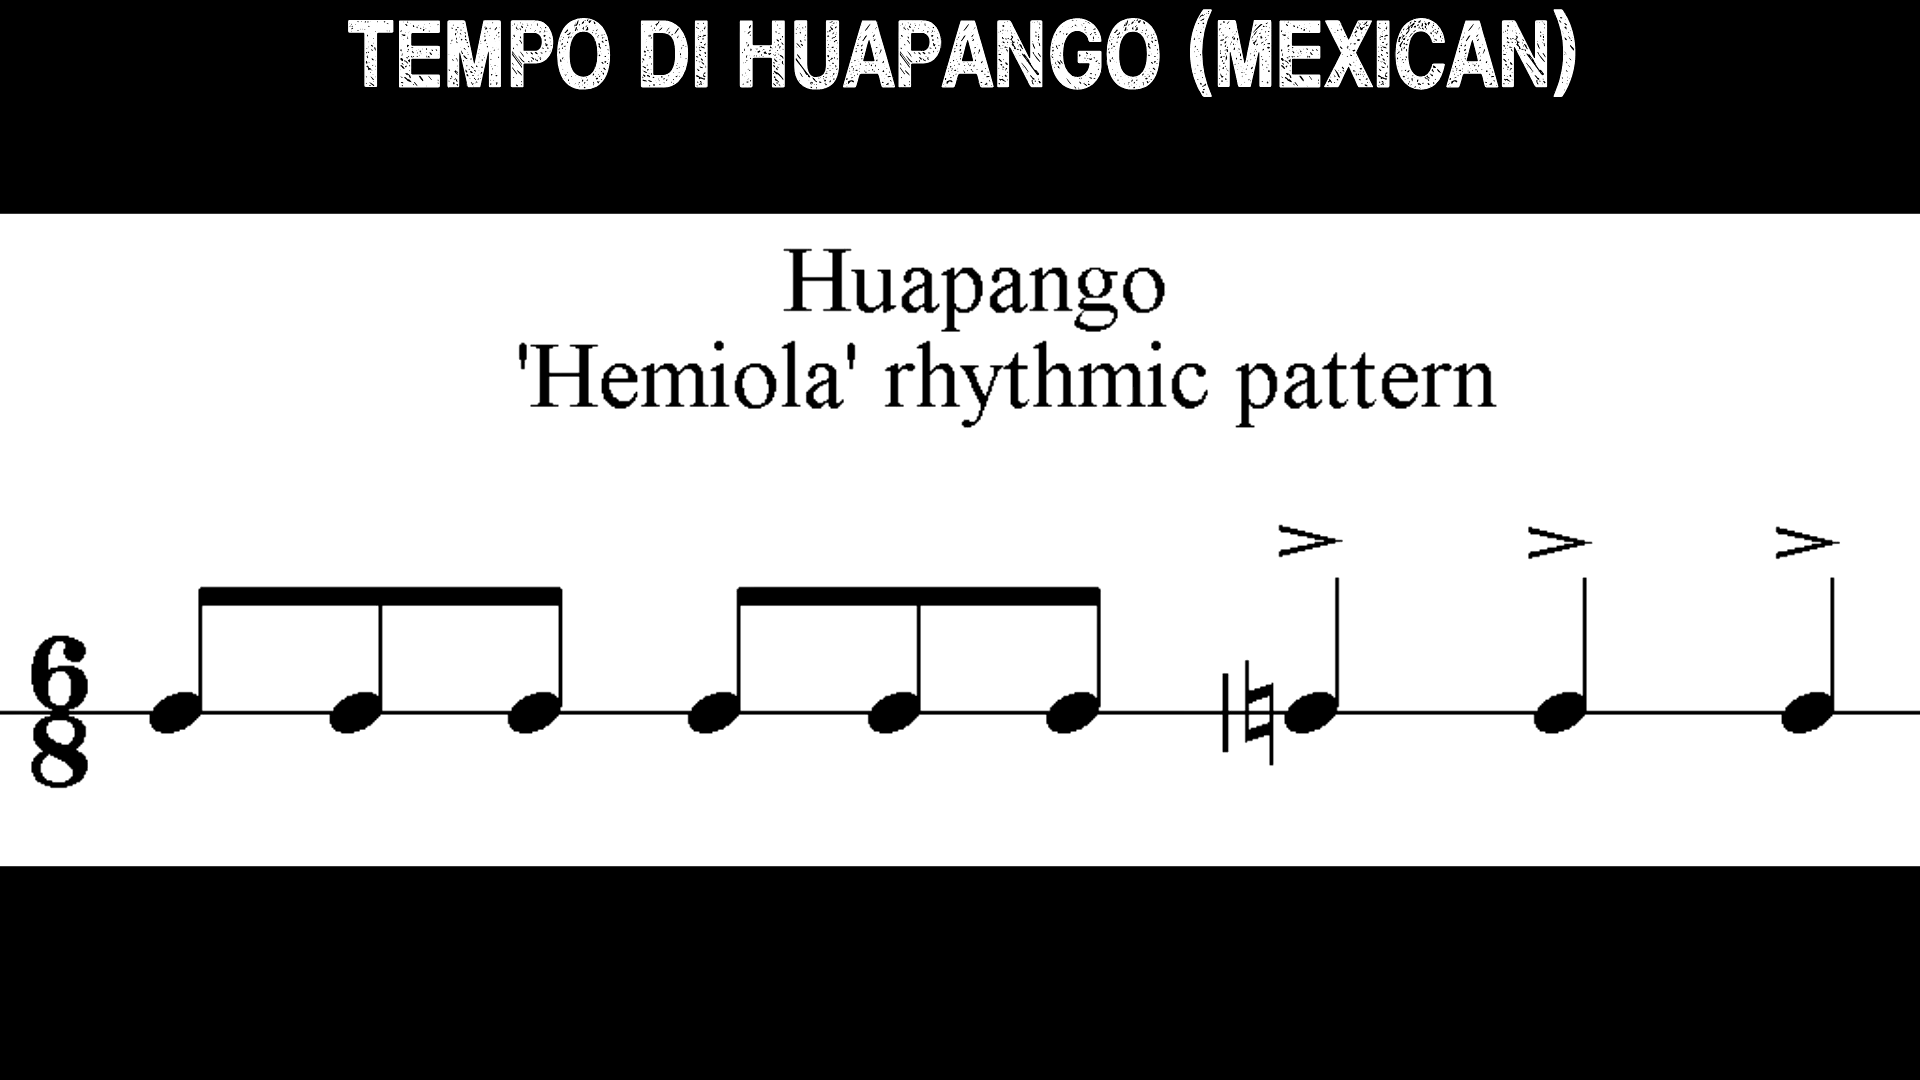 TEMPO DI HUAPANGO (MEXICAN)
Huapango
'Hemiola' rhythmic pattern
6
8